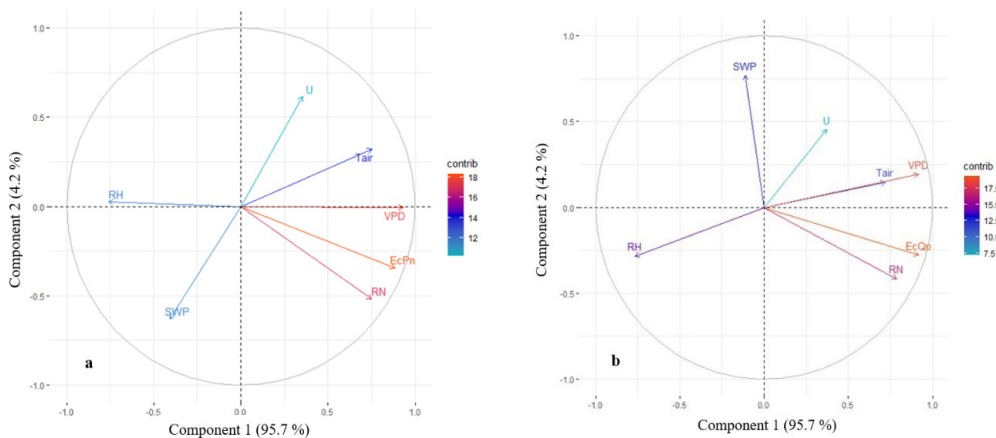 1.0
0.5
0.0
-0.5
-1.0
-1.0
-0.5
0.0
0.5
1.0
Component 2 (4.2 %)
Component 1 (95.7 %)
U
Tair
RH
VPD
EcPn
RN
SWP
a
contrib
18
16
14
12
1.0
0.5
0.0
-0.5
-1.0
-1.0
-0.5
0.0
0.5
1.0
Component 2 (4.2 %)
Component 1 (95.7 %)
SWP
U
VPD
Tair
RH
EcQp
RN
b
contrib
17.5
15.0
12.5
10.0
7.5